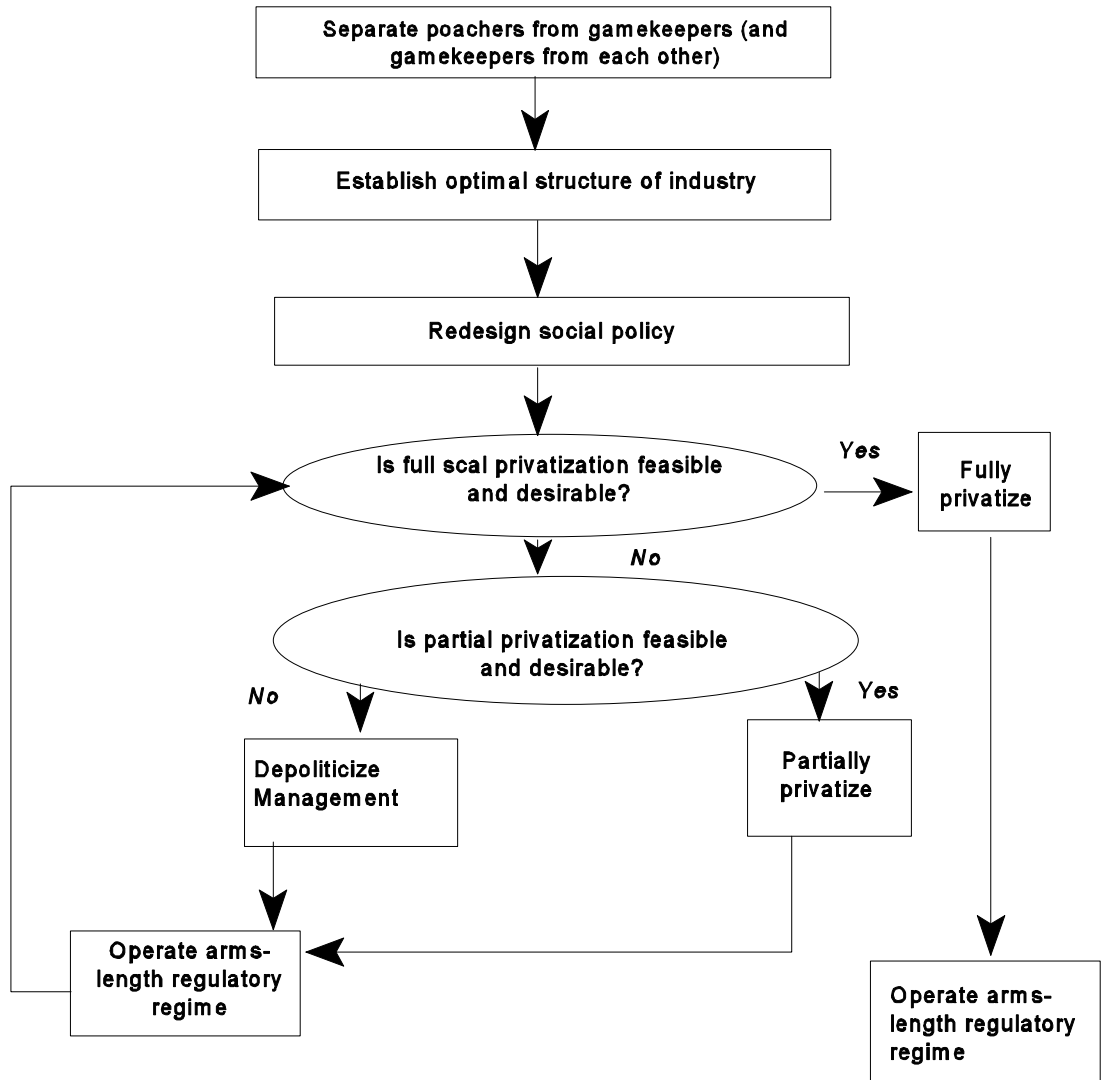 Separate poachers from gamekeepers (and
gamekeepers from each other)
Establish optimal structure of industry
Redesign social policy
Is full scal privatization feasible
and desirable?
Yes
Fully
privatize
No
Is partial privatization feasible
and desirable?
No
Yes
Depoliticize
Management
Partially
privatize
Operate arms-
length regulatory
regime
Operate arms-
length regulatory
regime